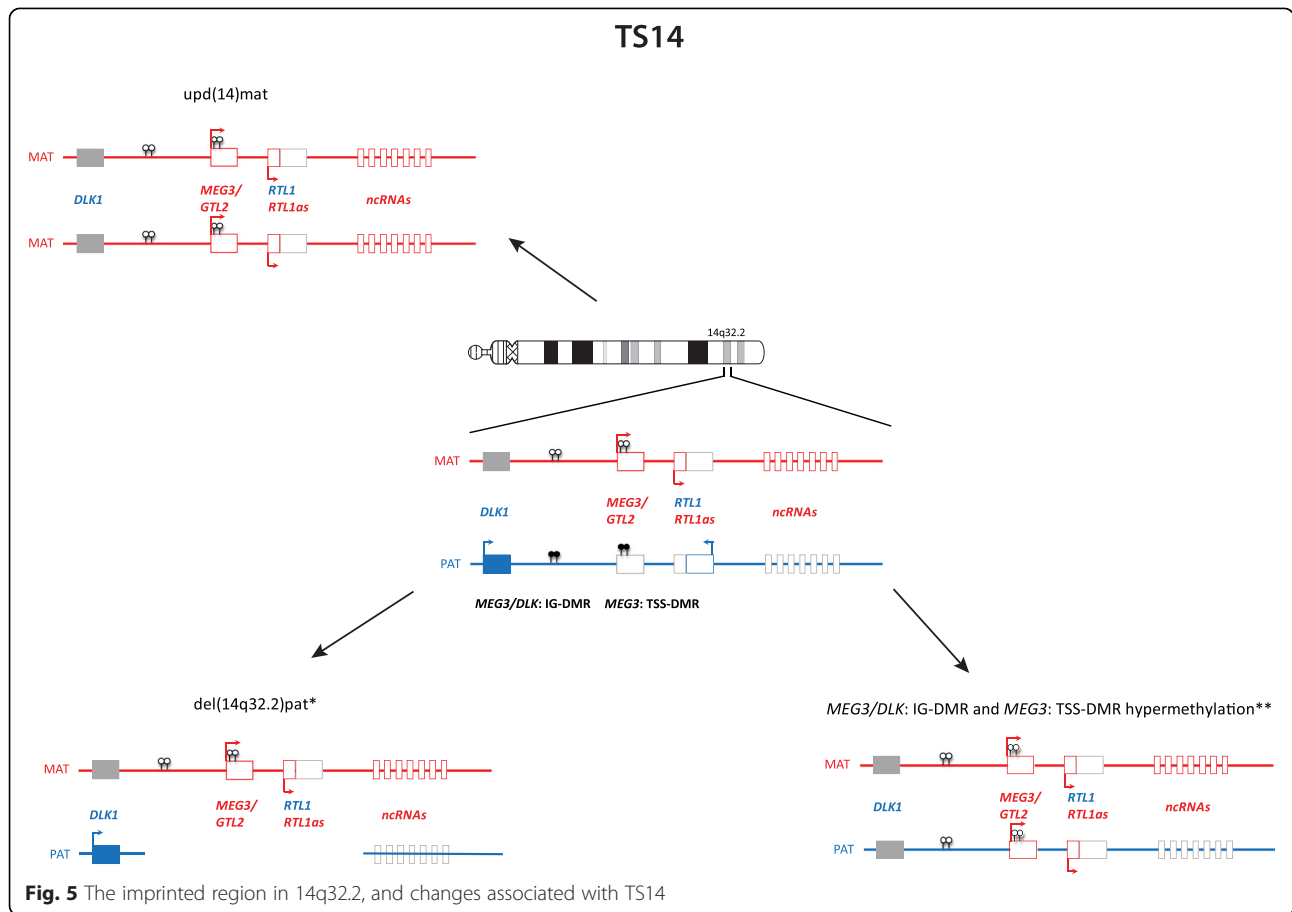 TS14
upd(14)mat
MAT
DLK1
MEG3/
GTL2
RTL1
RTL1as
ncRNAs
MAT
14q32.2
MAT
DLK1
MEG3/
GTL2
RTL1
RTL1as
ncRNAs
PAT
MEG3/DLK: IG-DMR MEG3: TSS-DMR
del(14q32.2)pat*
MAT
DLK1
MEG3/
GTL2
RTL1
RTL1as
ncRNAs
PAT
MEG3/DLK: IG-DMR and MEG3: TSS-DMR hypermethylation**
MAT
DLK1
MEG3/
GTL2
RTL1
RTL1as
ncRNAs
PAT
Fig. 5 The imprinted region in 14q32.2, and changes associated with TS14